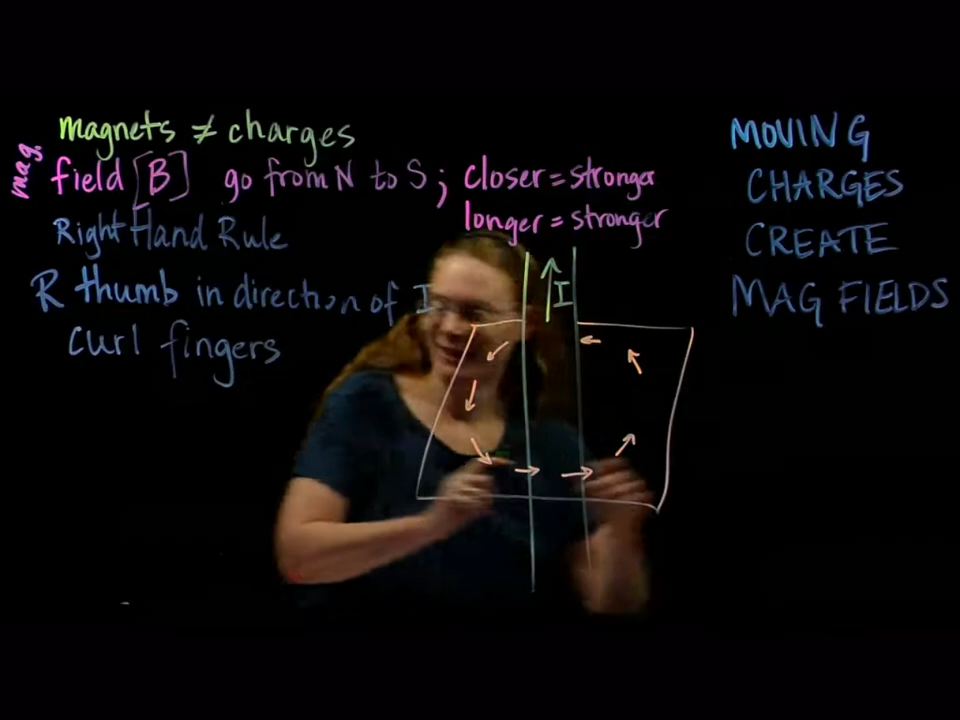 magnets ≠ charges
mag. field [B] go from N to S; closer = stronger
longer = stronger
Right Hand Rule
R thumb in direction of I
curl fingers
I
MOVING
CHARGES
CREATE
MAG FIELDS